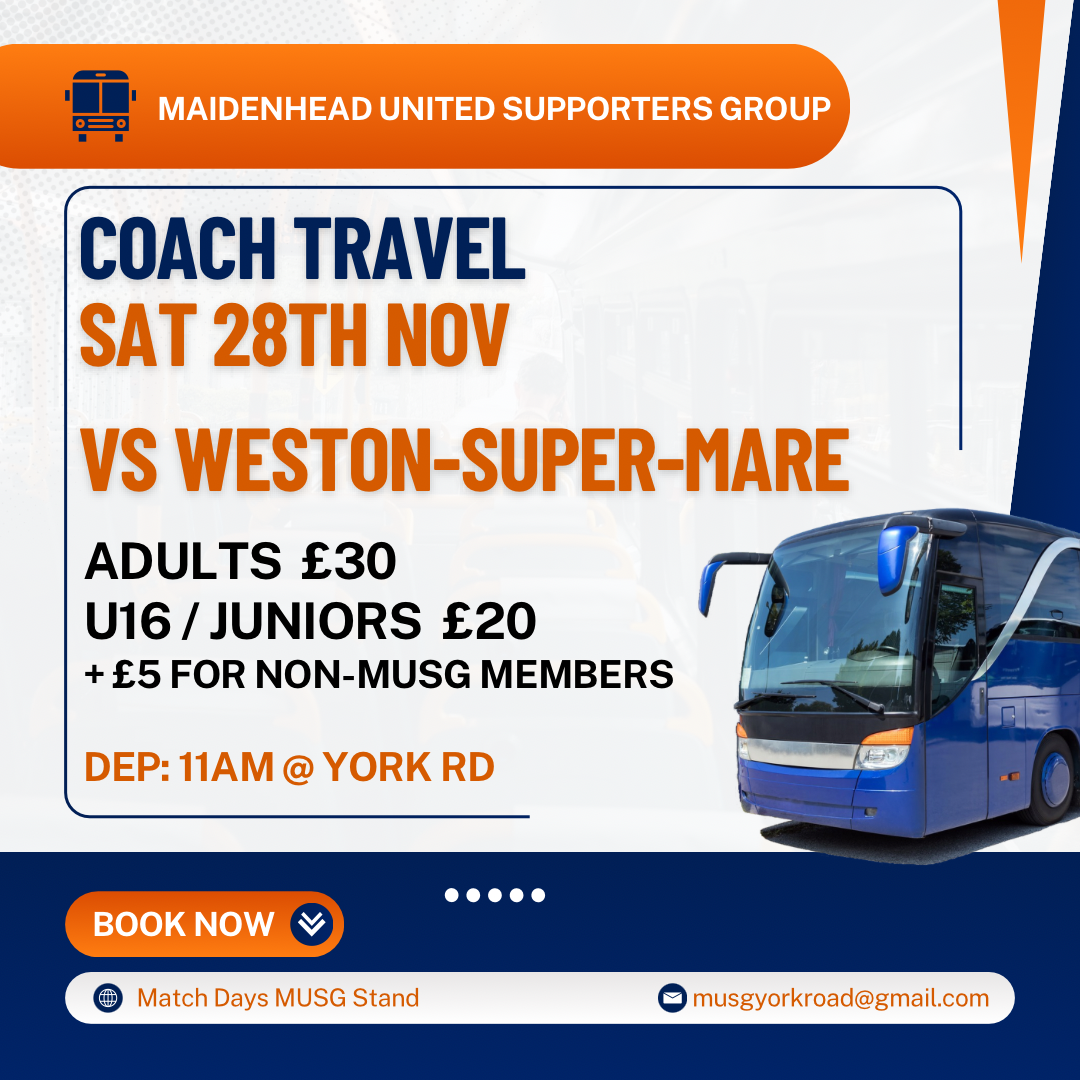 MAIDENHEAD UNITED SUPPORTERS GROUP
COACH TRAVEL
SAT 28TH NOV
VS WESTON-SUPER-MARE
ADULTS £30
U16 / JUNIORS £20
+ £5 FOR NON-MUSG MEMBERS
DEP: 11AM @ YORK RD
BOOK NOW
Match Days MUSG Stand
musgyorkroad@gmail.com